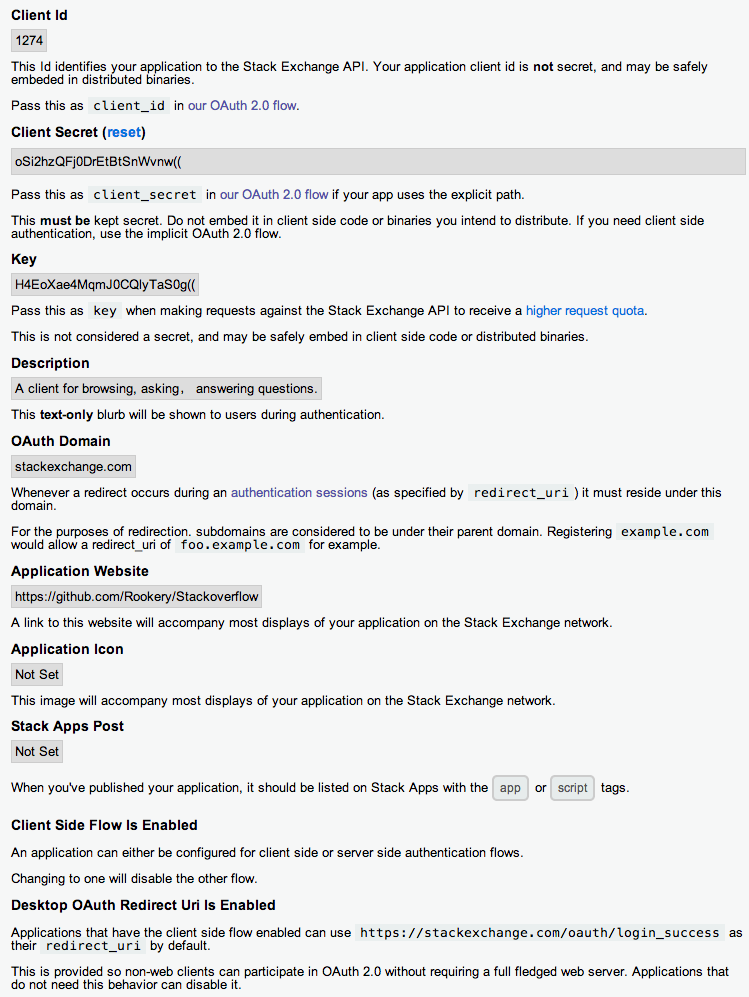 Client Id
1274
This Id identifies your application to the Stack Exchange API. Your application client id is not secret, and may be safely
embeded in distributed binaries.
Pass this as client_id in our OAuth 2.0 flow.
Client Secret (reset)
oSi2hzQFj0DrEtBtSnWvnw((
Pass this as client_secret in our OAuth 2.0 flow if your app uses the explicit path.
This must be kept secret. Do not embed it in client side code or binaries you intend to distribute. If you need client side
authentication, use the implicit OAuth 2.0 flow.
Key
H4EoXae4MqmJ0CQlyTaS0g((
Pass this as key when making requests against the Stack Exchange API to receive a higher request quota.
This is not considered a secret, and may be safely embed in client side code or distributed binaries.
Description
A client for browsing, asking, answering questions.
This text-only blurb will be shown to users during authentication.
OAuth Domain
stackexchange.com
Whenever a redirect occurs during an authentication sessions (as specified by redirect_uri ) it must reside under this
domain.
For the purposes of redirection. subdomains are considered to be under their parent domain. Registering example.com
would allow a redirect_uri of foo.example.com for example.
Application Website
https://github.com/Rookery/Stackoverflow
A link to this website will accompany most displays of your application on the Stack Exchange network.
Application Icon
Not Set
This image will accompany most displays of your application on the Stack Exchange network.
Stack Apps Post
Not Set
When you've published your application, it should be listed on Stack Apps with the app or script tags.
Client Side Flow Is Enabled
An application can either be configured for client side or server side authentication flows.
Changing to one will disable the other flow.
Desktop OAuth Redirect Uri Is Enabled
Applications that have the client side flow enabled can use https://stackexchange.com/oauth/login_success as
their redirect_uri by default.
This is provided so non-web clients can participate in OAuth 2.0 without requiring a full fledged web server. Applications that
do not need this behavior can disable it.